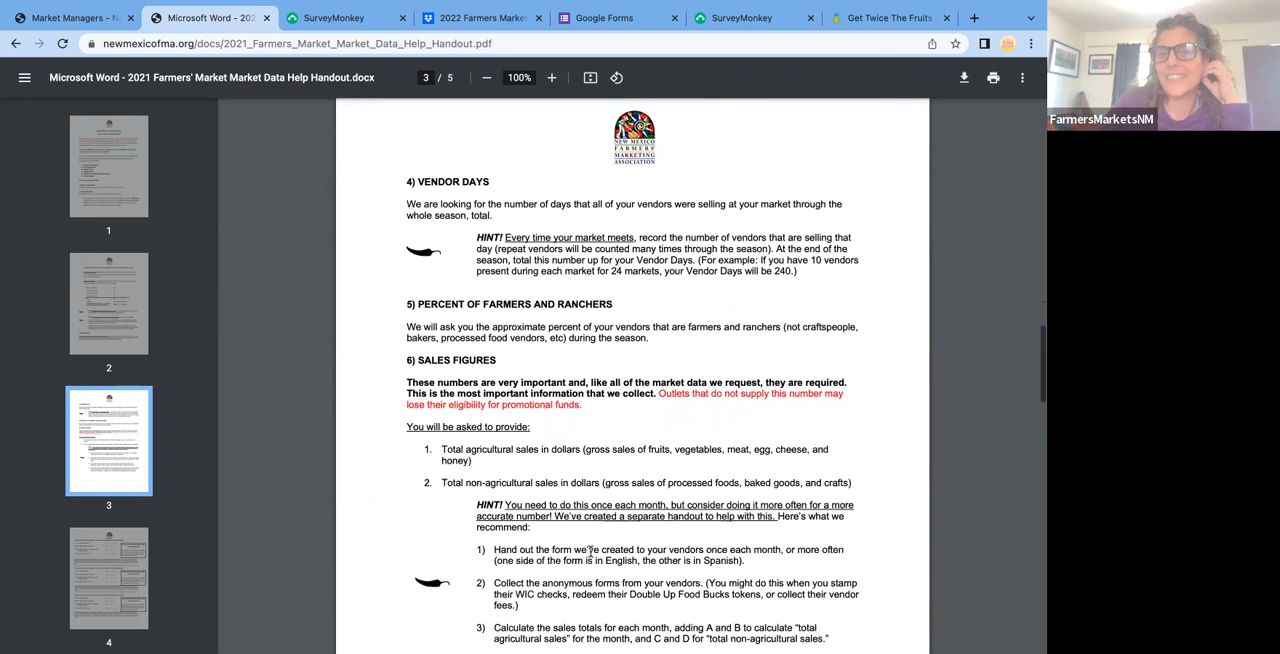 Market Managers - N
Microsoft Word - 202
SurveyMonkey
2022 Farmers Market
Google Forms
SurveyMonkey
Get Twice The Fruits
newmexicofma.org/docs/2021_Farmers_Market_Market_Data_Help_Handout.pdf
Microsoft Word - 2021 Farmers' Market Market Data Help Handout.docx
3 / 5
100%
FarmersMarketsNM
1
2
3
4
NEW MEXICO
FARMERS'
MARKETING
ASSOCIATION
4) VENDOR DAYS
We are looking for the number of days that all of your vendors were selling at your market through the
whole season, total.
HINT! Every time your market meets, record the number of vendors that are selling that
day (repeat vendors will be counted many times through the season). At the end of the
season, total this number up for your Vendor Days. (For example: If you have 10 vendors
present during each market for 24 markets, your Vendor Days will be 240.)
5) PERCENT OF FARMERS AND RANCHERS
We will ask you the approximate percent of your vendors that are farmers and ranchers (not craftspeople,
bakers, processed food vendors, etc) during the season.
6) SALES FIGURES
These numbers are very important and, like all of the market data we request, they are required.
This is the most important information that we collect. Outlets that do not supply this number may
lose their eligibility for promotional funds.
You will be asked to provide:
1. Total agricultural sales in dollars (gross sales of fruits, vegetables, meat, egg, cheese, and
honey)
2. Total non-agricultural sales in dollars (gross sales of processed foods, baked goods, and crafts)
HINT! You need to do this once each month, but consider doing it more often for a more
accurate number! We've created a separate handout to help with this. Here's what we
recommend:
1) Hand out the form we've created to your vendors once each month, or more often
(one side of the form is in English, the other is in Spanish).
2) Collect the anonymous forms from your vendors. (You might do this when you stamp
their WIC checks, redeem their Double Up Food Bucks tokens, or collect their vendor
fees.)
3) Calculate the sales totals for each month, adding A and B to calculate "total
agricultural sales" for the month, and C and D for "total non-agricultural sales."